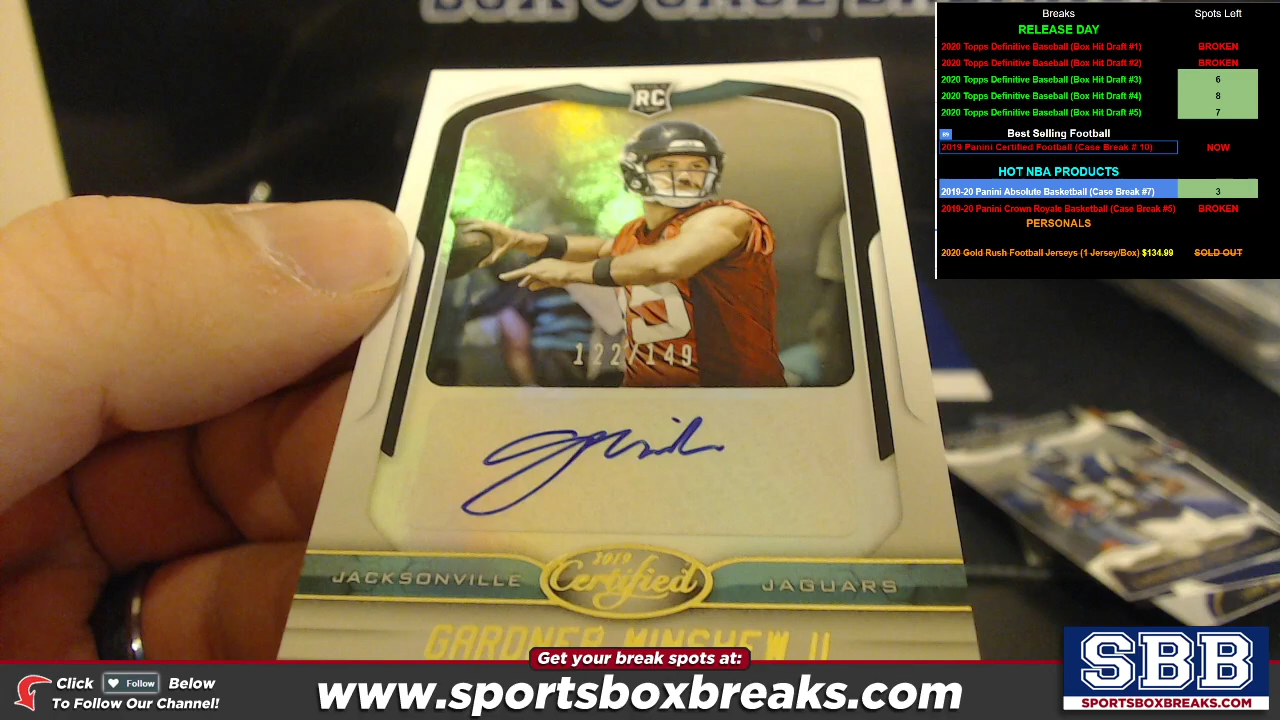 Breaks Spots Left
RELEASE DAY
2020 Topps Definitive Baseball (Box Hit Draft #1) BROKEN
2020 Topps Definitive Baseball (Box Hit Draft #2) BROKEN
2020 Topps Definitive Baseball (Box Hit Draft #3) 6
2020 Topps Definitive Baseball (Box Hit Draft #4) 8
2020 Topps Definitive Baseball (Box Hit Draft #5) 7
Best Selling Football
2019 Panini Certified Football (Case Break # 10) NOW
HOT NBA PRODUCTS
2019-20 Panini Absolute Basketball (Case Break #7) 3
2019-20 Panini Crown Royale Basketball (Case Break #5) BROKEN
PERSONALS
2020 Gold Rush Football Jerseys (1 Jersey/Box) $134.99 SOLD OUT
RC
122/149
2019
JACKSONVILLE Certified JAGUARS
GARDNER MINSHEW II
Get your break spots at:
Click Follow Below
To Follow Our Channel!
www.sportsboxbreaks.com
SBB
SPORTSBOXBREAKS.COM